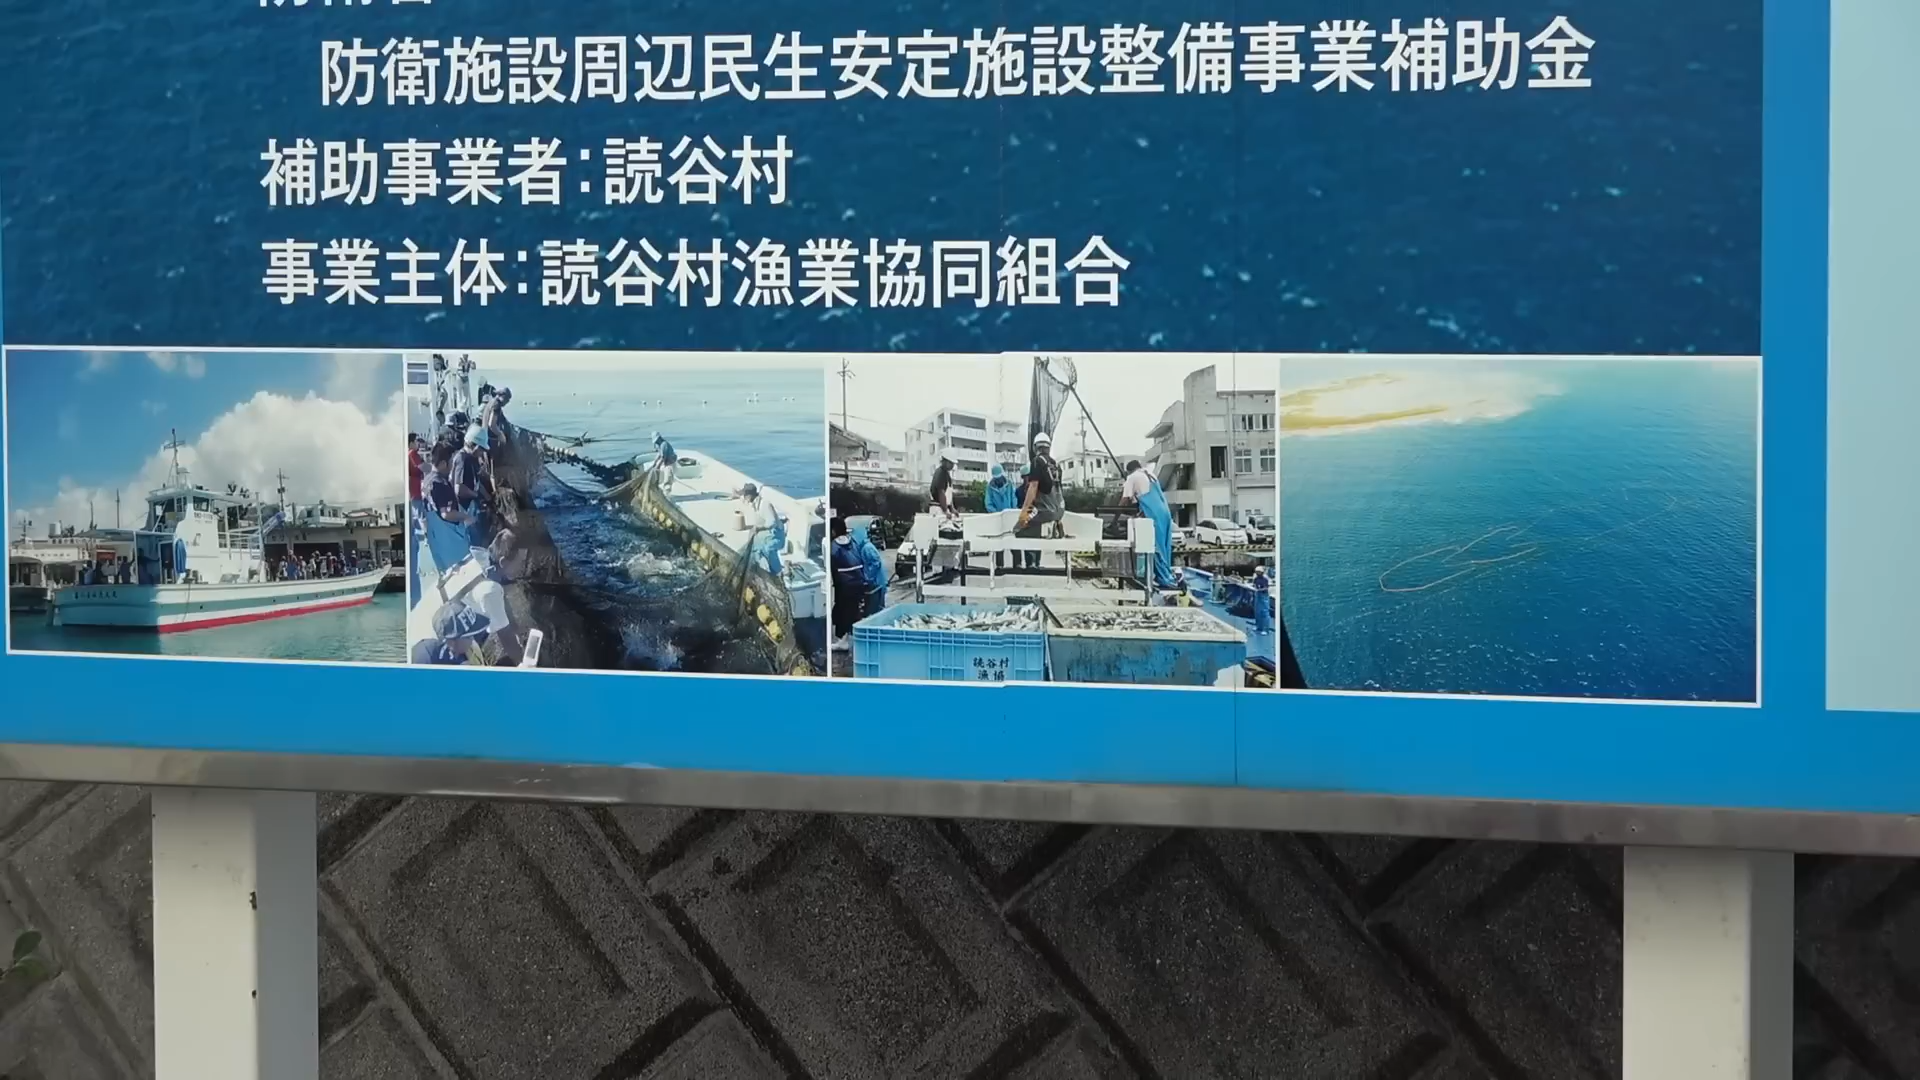 防衛施設周辺民生安定施設整備事業補助金
補助事業者：読谷村
事業主体：読谷村漁業協同組合
読谷村
漁協